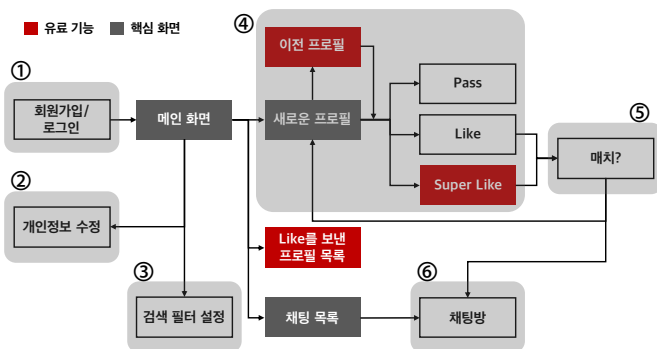 유료 기능
핵심 화면
④
이전 프로필
①
Pass
회원가입/
로그인
메인 화면
새로운 프로필
Like
⑤
매치?
②
Super Like
개인정보 수정
Like를 보낸
프로필 목록
③
⑥
검색 필터 설정
채팅 목록
채팅방